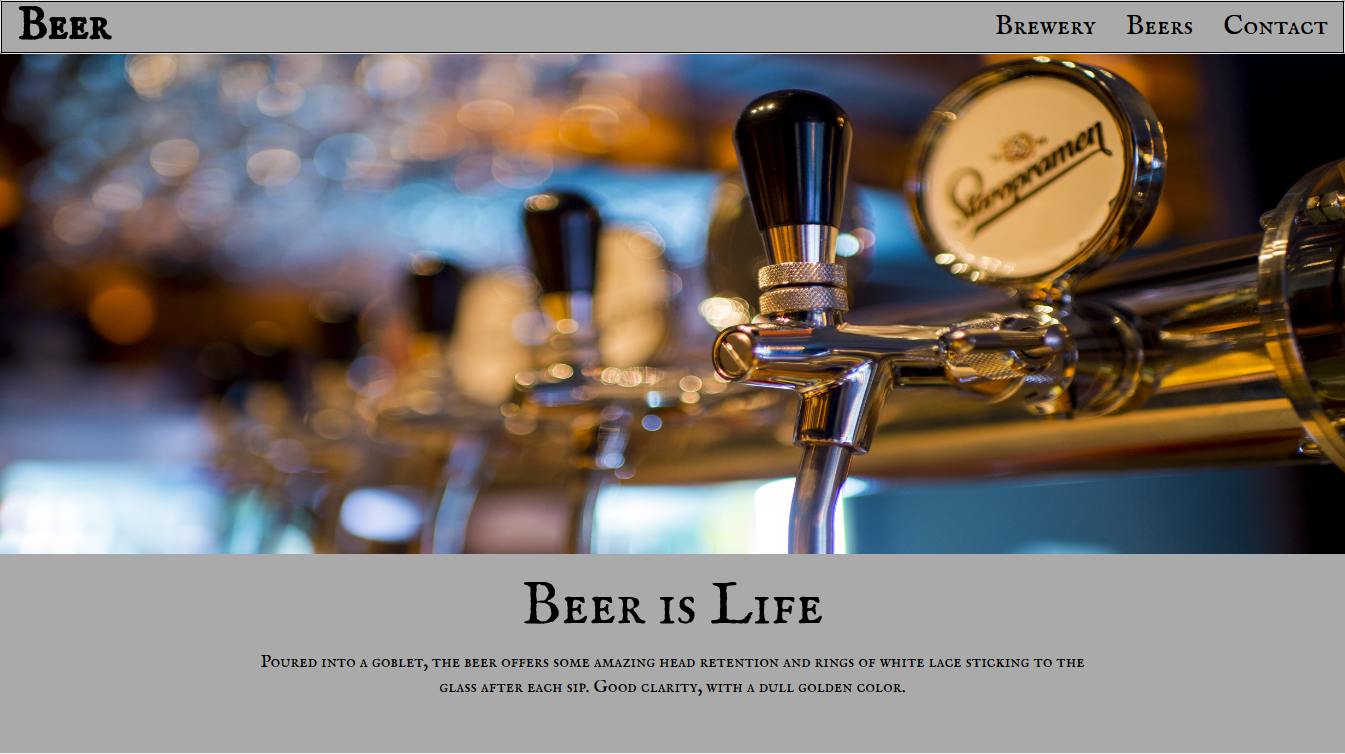 Beer
Brewery Beers Contact
Staropramen
Beer is Life
Poured into a goblet, the beer offers some amazing head retention and rings of white lace sticking to the
glass after each sip. Good clarity, with a dull golden color.